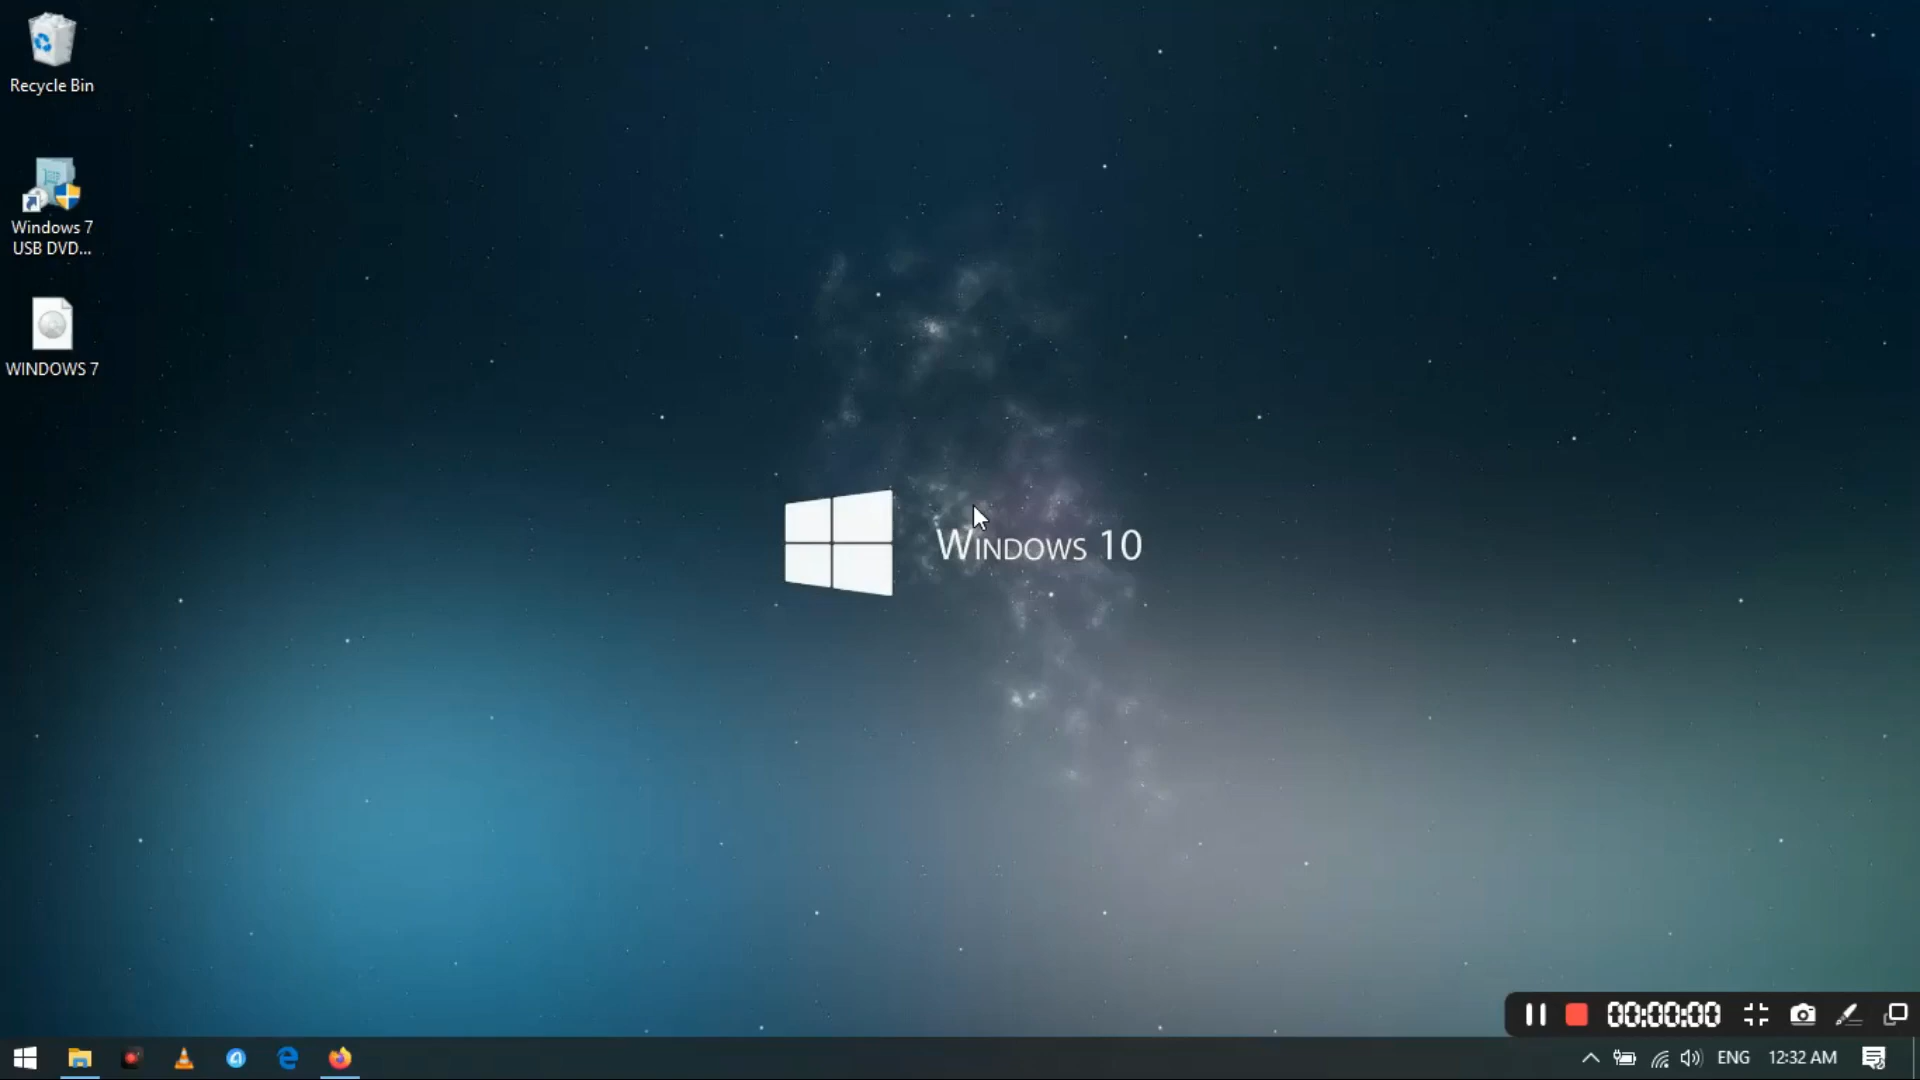 Recycle Bin
Windows 7
USB DVD...
WINDOWS 7
WINDOWS 10
00:00:00
ENG
12:32 AM